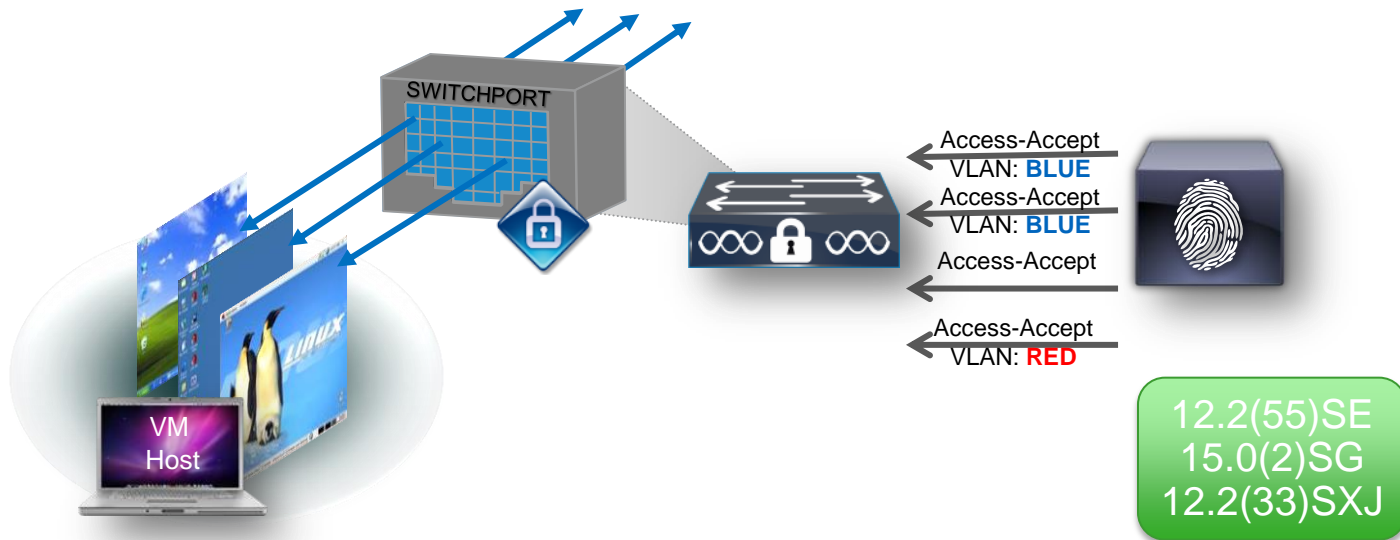 SWITCHPORT
Access-Accept
VLAN: BLUE
Access-Accept
VLAN: BLUE
Access-Accept
Access-Accept
VLAN: RED
LINUX
VM
Host
12.2(55)SE
15.0(2)SG
12.2(33)SXJ